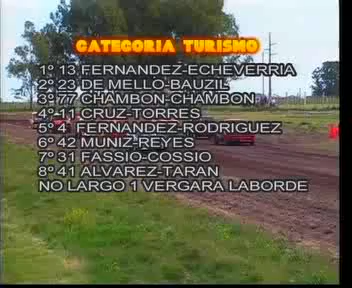 CATEGORIA TURISMO
1º 13 FERNANDEZ-ECHEVERRIA
2º 23 DE MELLO-BAUZIL
3º 77 CHAMBON-CHAMBON
4º 11 CRUZ-TORRES
5º 4 FERNANDEZ-RODRIGUEZ
6º 42 MUNIZ-REYES
7º 31 FASSIO-COSSIO
8º 41 ALVAREZ-TARAN
NO LARGO 1 VERGARA LABORDE